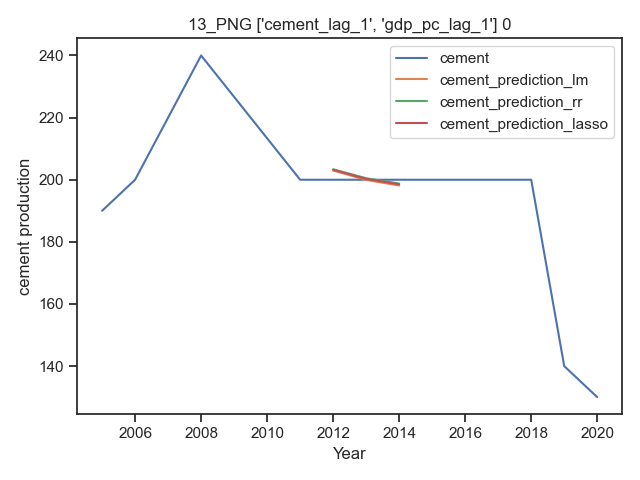 13_PNG ['cement_lag_1', 'gdp_pc_lag_1'] 0
cement
cement_prediction_lm
cement_prediction_rr
cement_prediction_lasso
cement production
240
220
200
180
160
140
2006 2008 2010 2012 2014 2016 2018 2020
Year